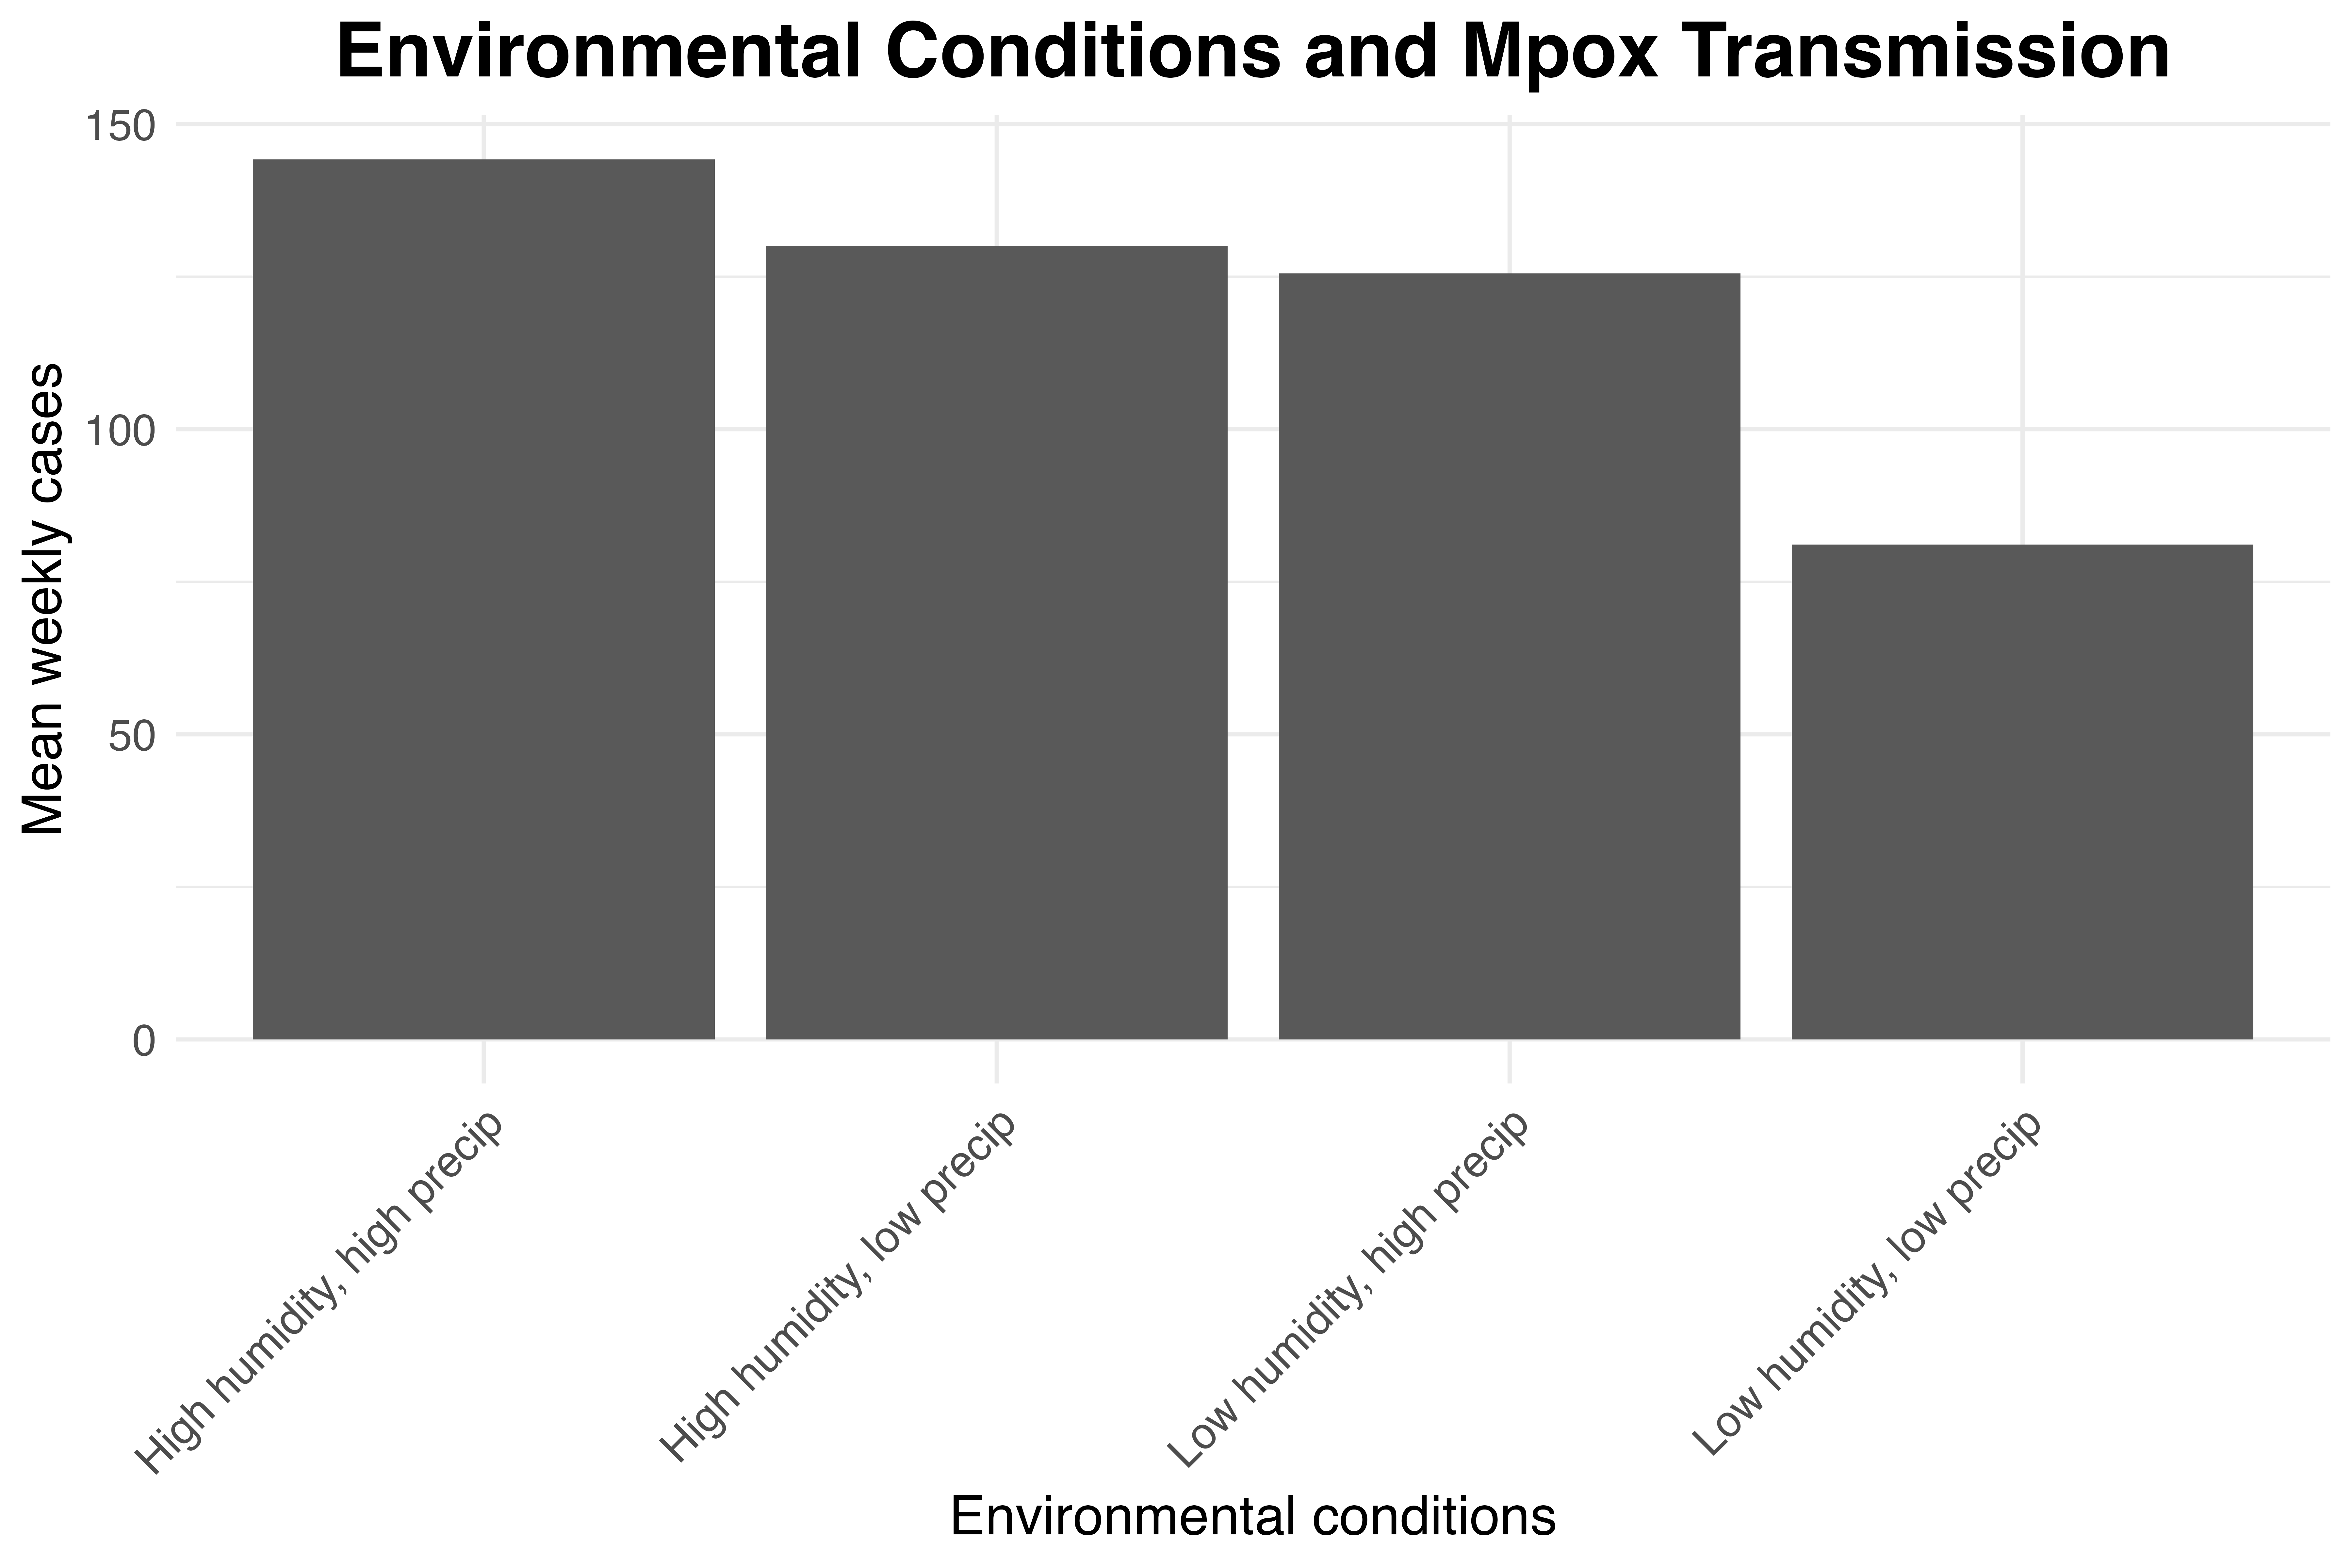 Environmental Conditions and Mpox Transmission
150
100
50
0
Mean weekly cases
High humidity, high precip
High humidity, low precip
Low humidity, high precip
Low humidity, low precip
Environmental conditions